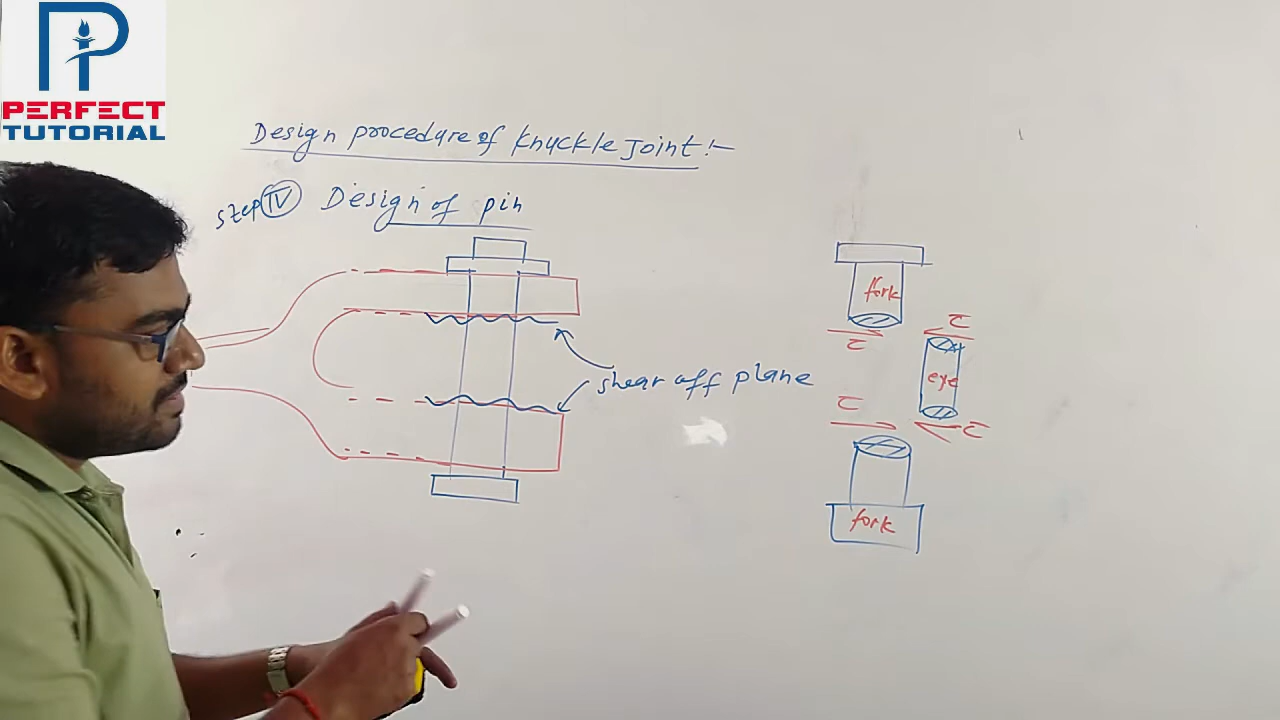 PERFECT
TUTORIAL
Design procedure of Knuckle Joint :-
Step IV Design of pin
shear off plane
fork
τ
τ
eye
τ
τ
fork